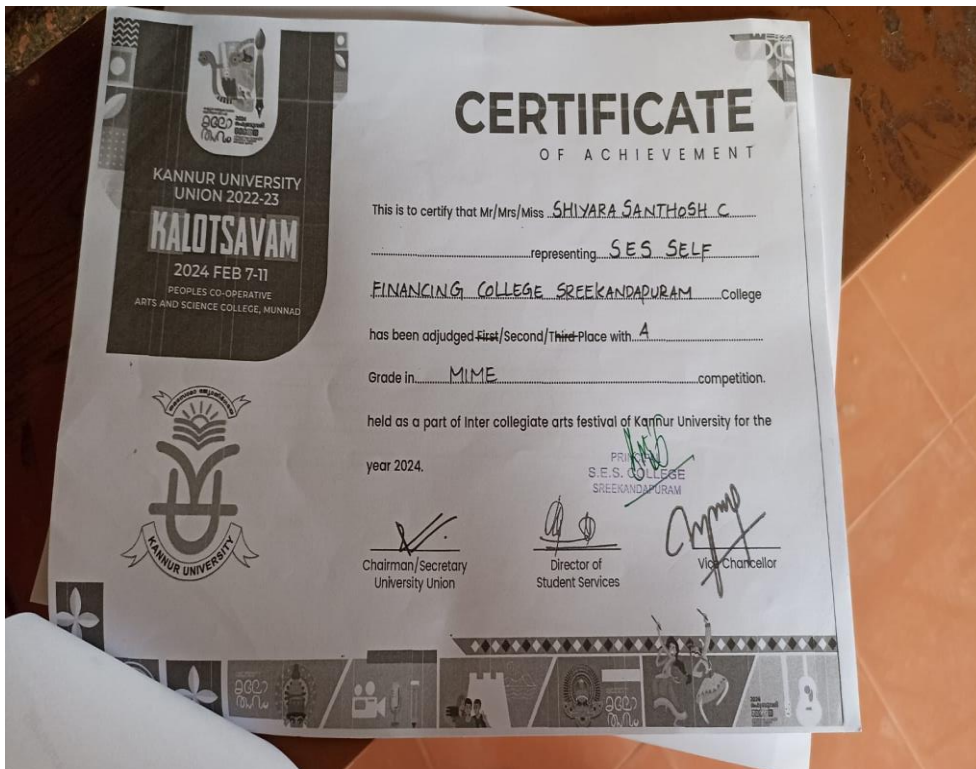 KANNUR UNIVERSITY
UNION 2022-23
KALOTSAVAM
2024 FEB 7-11
PEOPLES CO-OPERATIVE
ARTS AND SCIENCE COLLEGE, MUNNAD
CERTIFICATE
OF ACHIEVEMENT
This is to certify that Mr/Mrs/Miss SHIYARA SANTHOSH C
representing SES SELF
FINANCING COLLEGE SREEKANDAPURAM College
has been adjudged First/Second/Third Place with A
Grade in MIME competition.
held as a part of Inter collegiate arts festival of Kannur University for the
year 2024.
S.E.S. COLLEGE
SREEKANDAPURAM
Chairman/Secretary
University Union
Director of
Student Services
Vice Chancellor
KANNUR UNIVERSITY